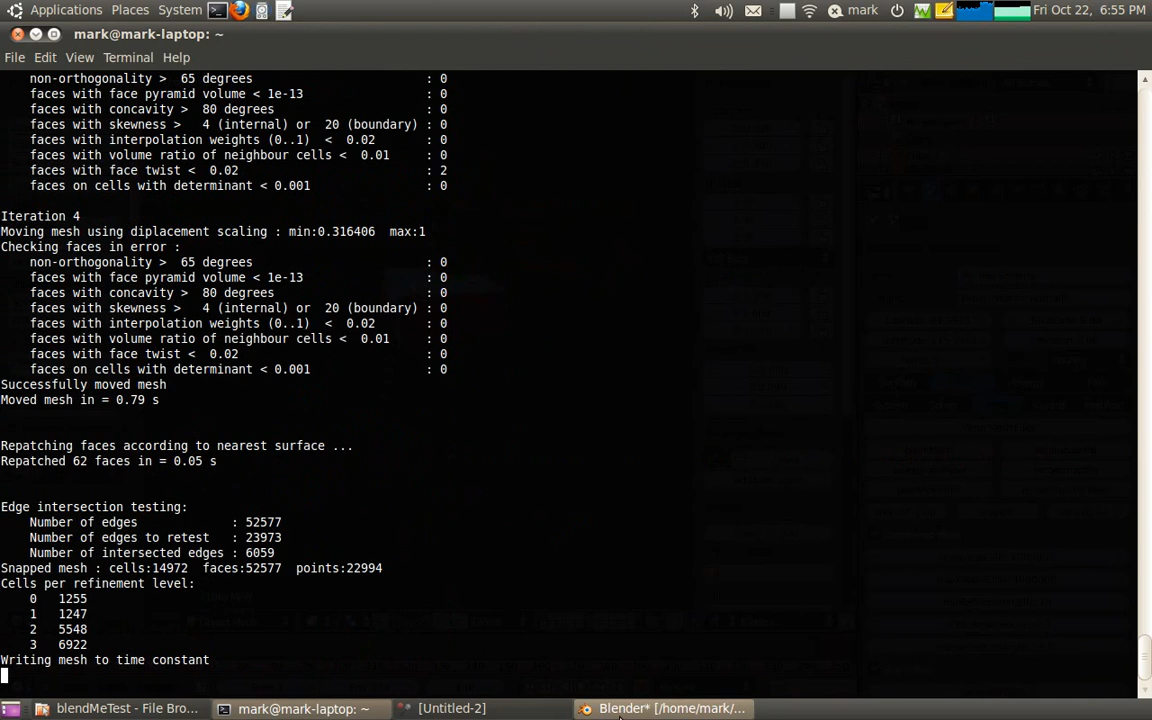 Applications Places System mark Fri Oct 22, 6:55 PM
mark@mark-laptop: ~
File Edit View Terminal Help
non-orthogonality > 65 degrees : 0
faces with face pyramid volume < 1e-13 : 0
faces with concavity > 80 degrees : 0
faces with skewness > 4 (internal) or 20 (boundary) : 0
faces with interpolation weights (0..1) < 0.02 : 0
faces with volume ratio of neighbour cells < 0.01 : 0
faces with face twist < 0.02 : 2
faces on cells with determinant < 0.001 : 0
Iteration 4
Moving mesh using diplacement scaling : min:0.316406 max:1
Checking faces in error :
non-orthogonality > 65 degrees : 0
faces with face pyramid volume < 1e-13 : 0
faces with concavity > 80 degrees : 0
faces with skewness > 4 (internal) or 20 (boundary) : 0
faces with interpolation weights (0..1) < 0.02 : 0
faces with volume ratio of neighbour cells < 0.01 : 0
faces with face twist < 0.02 : 0
faces on cells with determinant < 0.001 : 0
Successfully moved mesh
Moved mesh in = 0.79 s
Repatching faces according to nearest surface ...
Repatched 62 faces in = 0.05 s
Edge intersection testing:
Number of edges : 52577
Number of edges to retest : 23973
Number of intersected edges : 6059
Snapped mesh : cells:14972 faces:52577 points:22994
Cells per refinement level:
0 1255
1 1247
2 5548
3 6922
Writing mesh to time constant
blendMeTest - File Bro... mark@mark-laptop: ~ [Untitled-2] Blender* [/home/mark/...